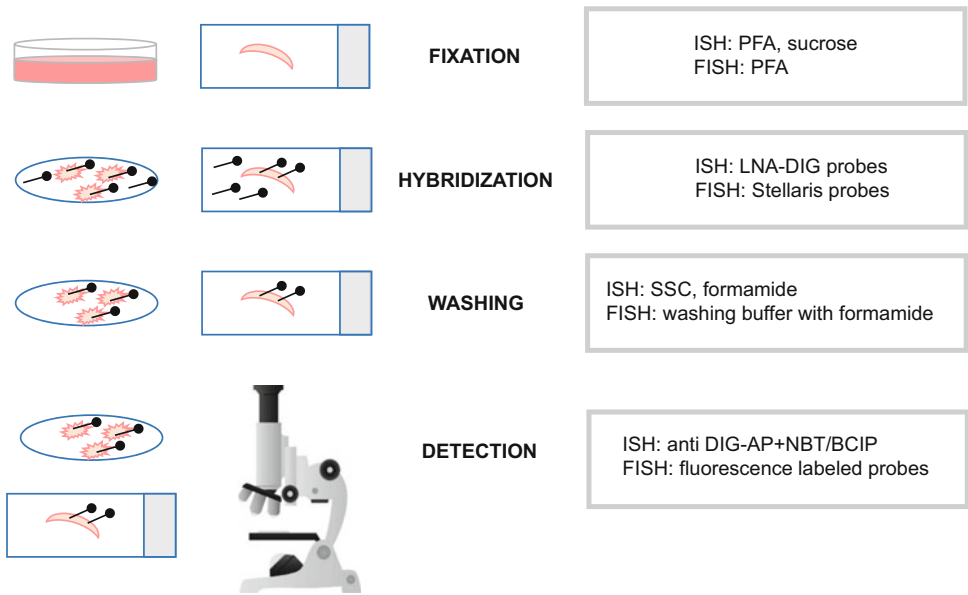 FIXATION
ISH: PFA, sucrose
FISH: PFA
HYBRIDIZATION
ISH: LNA-DIG probes
FISH: Stellaris probes
WASHING
ISH: SSC, formamide
FISH: washing buffer with formamide
DETECTION
ISH: anti DIG-AP+NBT/BCIP
FISH: fluorescence labeled probes